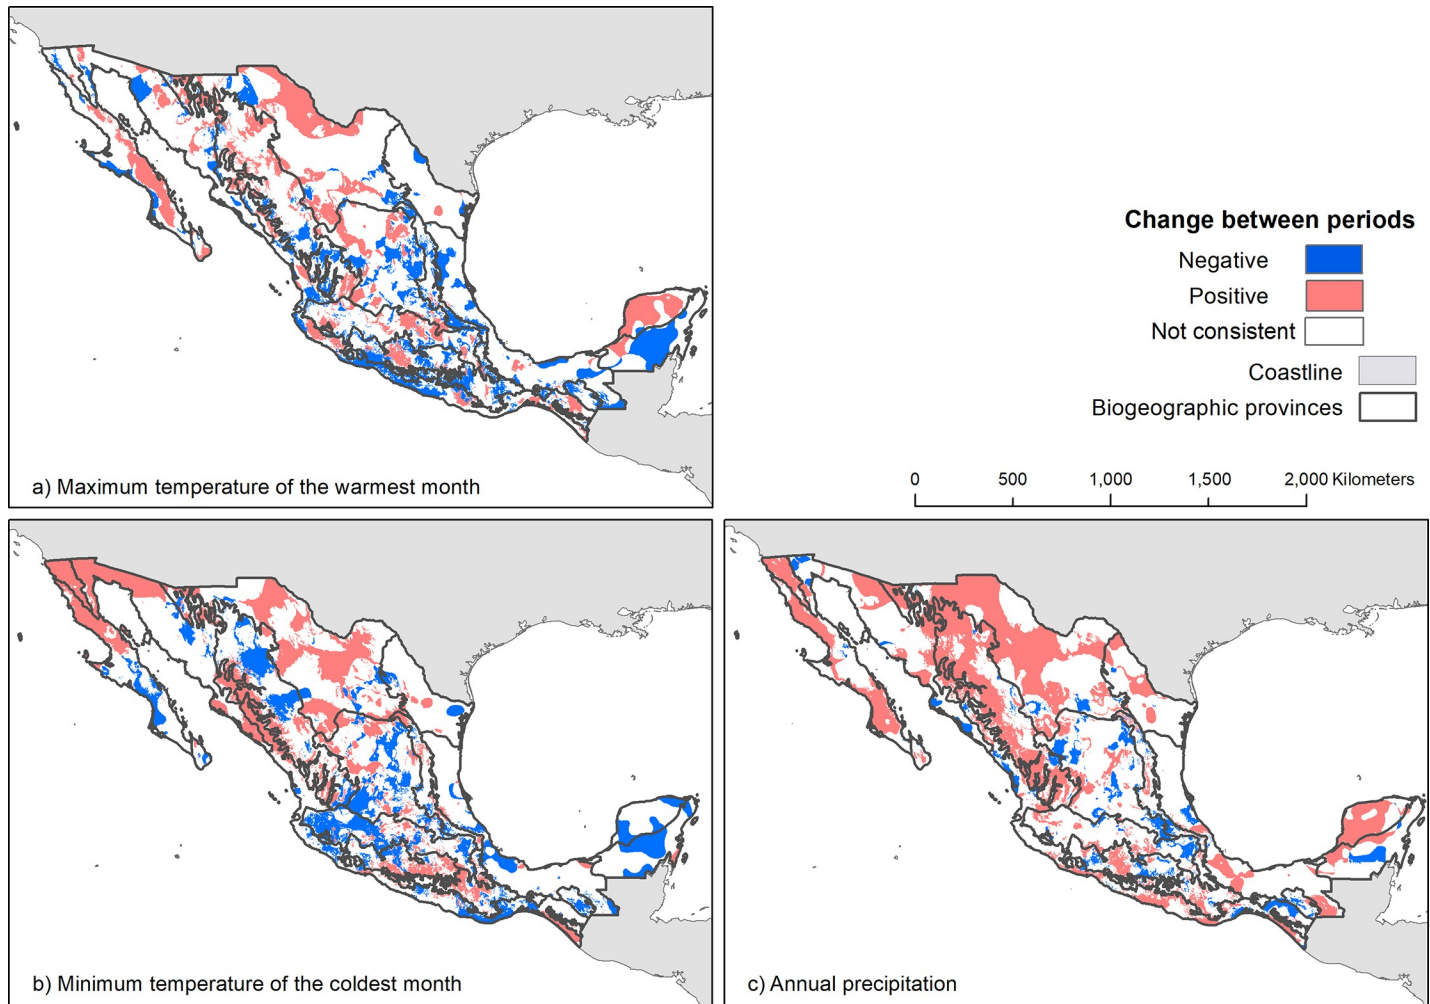 a) Maximum temperature of the warmest month
Change between periods
Negative
Positive
Not consistent
Coastline
Biogeographic provinces
0 500 1,000 1,500 2,000 Kilometers
b) Minimum temperature of the coldest month
c) Annual precipitation